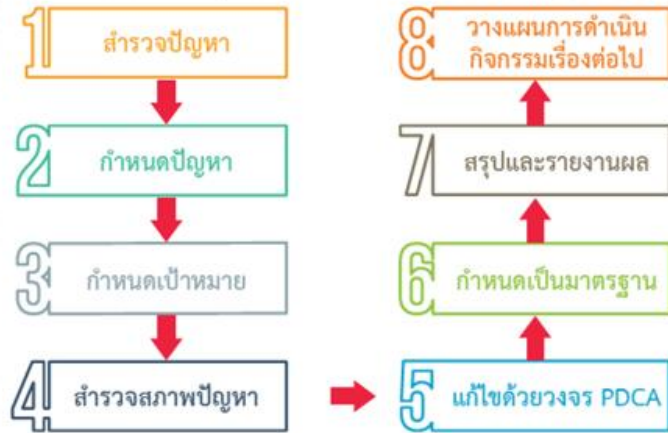 1 สำรวจปัญหา
2 กำหนดปัญหา
3 กำหนดเป้าหมาย
4 สำรวจสภาพปัญหา
5 แก้ไขด้วยวงจร PDCA
6 กำหนดเป็นมาตรฐาน
7 สรุปและรายงานผล
8 วางแผนการดำเนิน
กิจกรรมเรื่องต่อไป